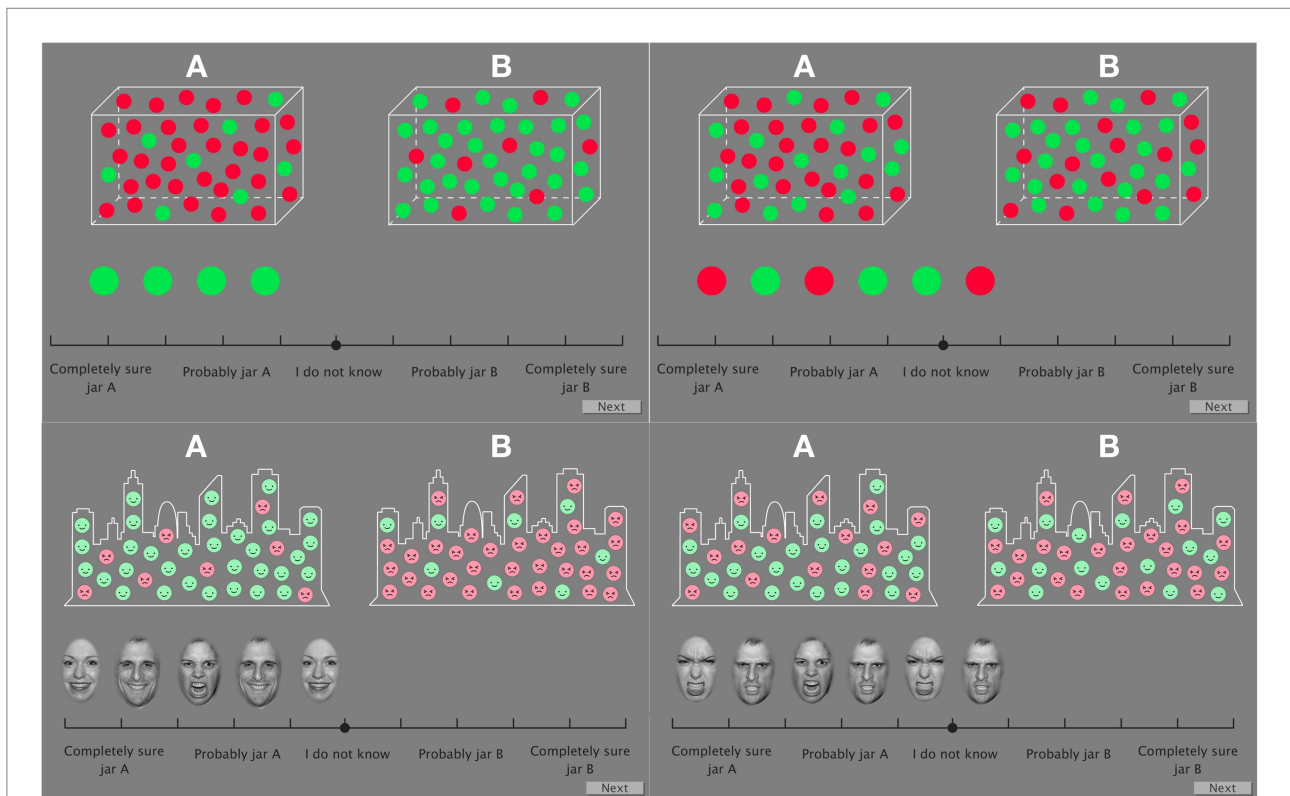 A B
Completely sure jar A
Probably jar A
I do not know
Probably jar B
Completely sure jar B
Next
A B
Completely sure jar A
Probably jar A
I do not know
Probably jar B
Completely sure jar B
Next
A B
Completely sure jar A
Probably jar A
I do not know
Probably jar B
Completely sure jar B
Next
A B
Completely sure jar A
Probably jar A
I do not know
Probably jar B
Completely sure jar B
Next